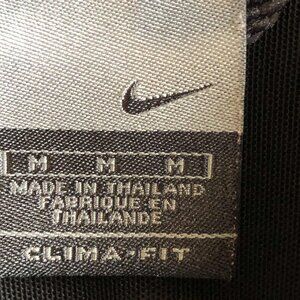 M M M
MADE IN THAILAND
FABRIQUE EN
THAILANDE
CLIMA-FIT